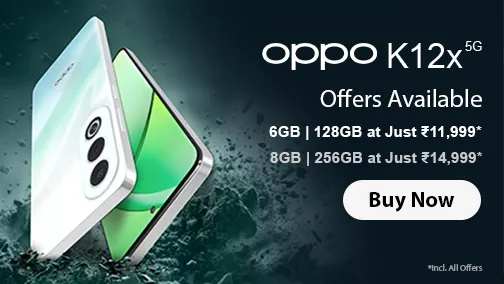 oppo
oppo K12x 5G
Offers Available
6GB | 128GB at Just ₹11,999*
8GB | 256GB at Just ₹14,999*
Buy Now
*Incl. All Offers